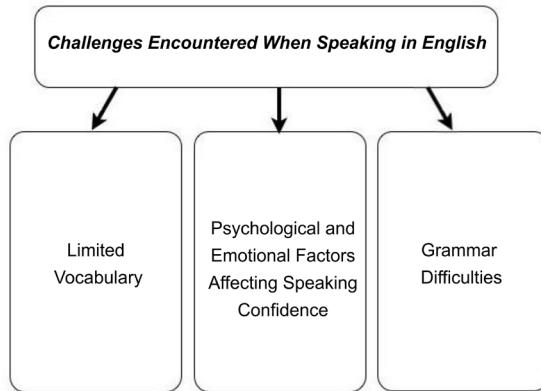 Challenges Encountered When Speaking in English
Limited
Vocabulary
Psychological and
Emotional Factors
Affecting Speaking
Confidence
Grammar
Difficulties